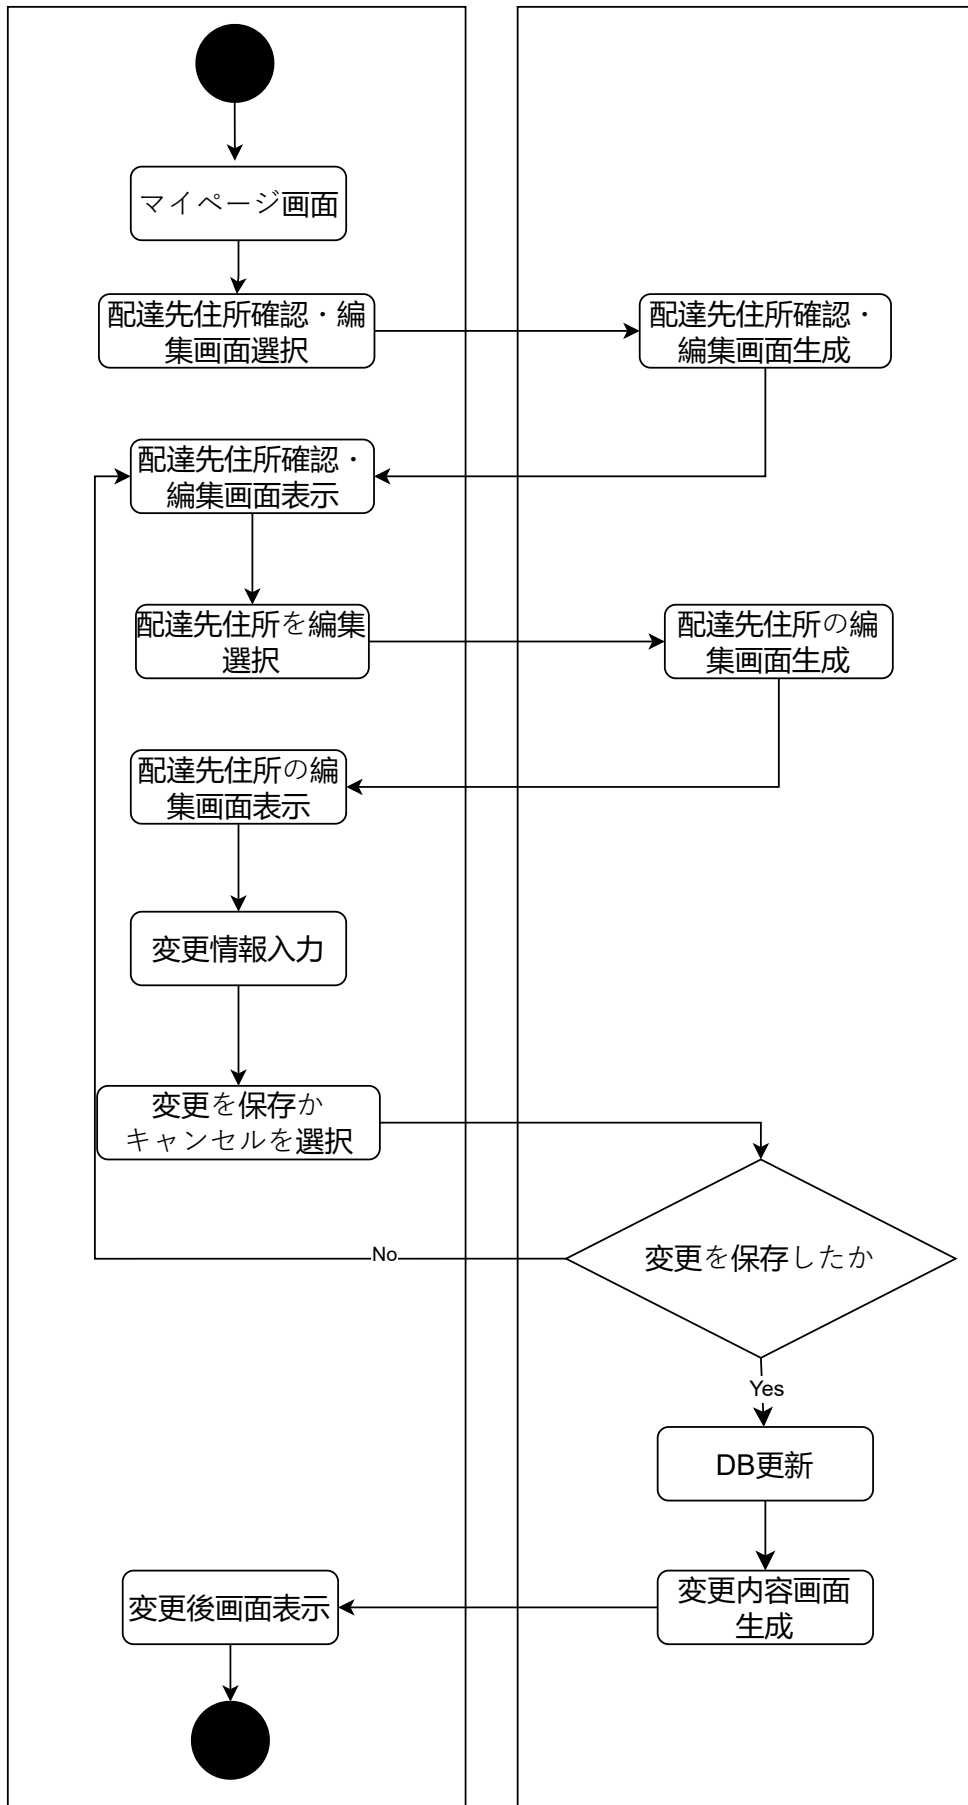 マイページ画面
配達先住所確認・編
集画面選択
配達先住所確認・
編集画面生成
配達先住所確認・
編集画面表示
配達先住所を編集
選択
配達先住所の編
集画面生成
配達先住所の編
集画面表示
変更情報入力
変更を保存か
キャンセルを選択
変更を保存したか
No
Yes
DB更新
変更内容画面
生成
変更後画面表示